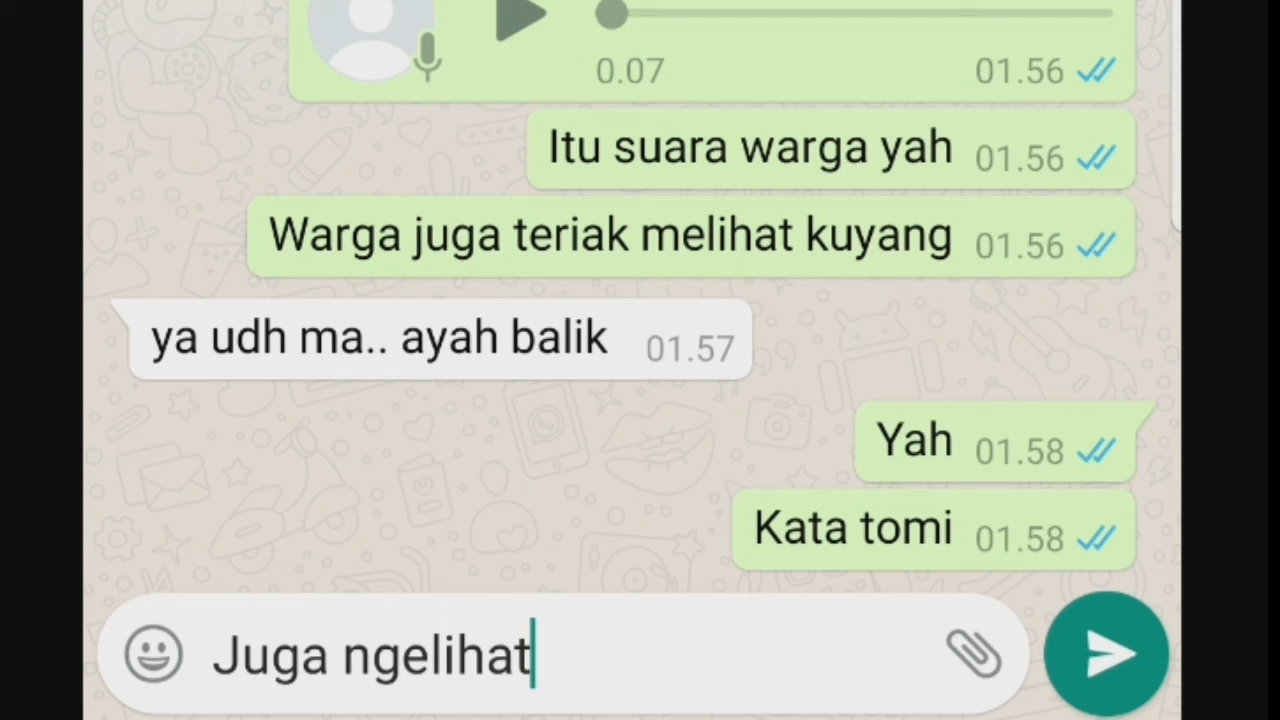 0.07 01.56
Itu suara warga yah 01.56
Warga juga teriak melihat kuyang 01.56
ya udh ma.. ayah balik 01.57
Yah 01.58
Kata tomi 01.58
Juga ngelihat